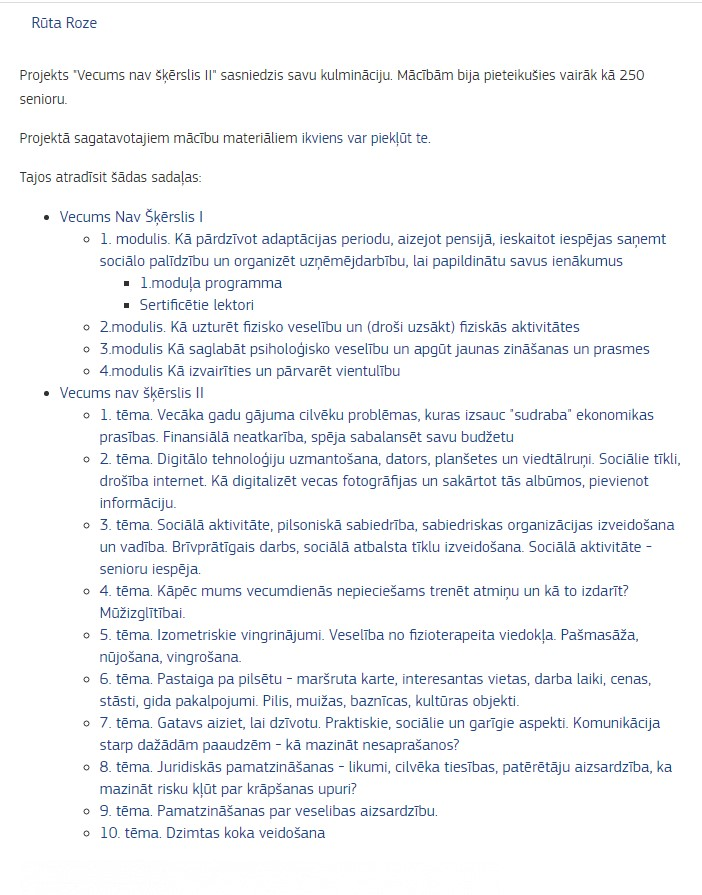 Rūta Roze
Projekts "Vecums nav šķērslis II" sasniedzis savu kulmināciju. Mācībām bija pieteikušies vairāk kā 250
senioru.
Projektā sagatavotajiem mācību materiāliem ikviens var piekļūt te.
Tajos atradīsit šādas sadaļas:
• Vecums Nav Šķērslis I
◦ 1. modulis. Kā pārdzīvot adaptācijas periodu, aizejot pensijā, ieskaitot iespējas saņemt
sociālo palīdzību un organizēt uzņēmējdarbību, lai papildinātu savus ienākumus
▪ 1.moduļa programma
▪ Sertificētie lektori
◦ 2.modulis. Kā uzturēt fizisko veselību un (droši uzsākt) fiziskās aktivitātes
◦ 3.modulis Kā saglabāt psiholoģisko veselību un apgūt jaunas zināšanas un prasmes
◦ 4.modulis Kā izvairīties un pārvarēt vientulību
• Vecums nav šķērslis II
◦ 1. tēma. Vecāka gadu gājuma cilvēku problēmas, kuras izsauc "sudraba" ekonomikas
prasības. Finansiālā neatkarība, spēja sabalansēt savu budžetu
◦ 2. tēma. Digitālo tehnoloģiju uzmantošana, dators, planšetes un viedtālruņi. Sociālie tīkli,
drošība internet. Kā digitalizēt vecas fotogrāfijas un sakārtot tās albūmos, pievienot
informāciju.
◦ 3. tēma. Sociālā aktivitāte, pilsoniskā sabiedrība, sabiedriskas organizācijas izveidošana
un vadība. Brīvprātīgais darbs, sociālā atbalsta tīklu izveidošana. Sociālā aktivitāte -
senioru iespēja.
◦ 4. tēma. Kāpēc mums vecumdienās nepieciešams trenēt atmiņu un kā to izdarīt?
Mūžizglītībai.
◦ 5. tēma. Izometriskie vingrinājumi. Veselība no fizioterapeita viedokļa. Pašmasāža,
nūjošana, vingrošana.
◦ 6. tēma. Pastaiga pa pilsētu - maršruta karte, interesantas vietas, darba laiki, cenas,
stāsti, gida pakalpojumi. Pilis, muižas, baznīcas, kultūras objekti.
◦ 7. tēma. Gatavs aiziet, lai dzīvotu. Praktiskie, sociālie un garīgie aspekti. Komunikācija
starp dažādām paaudzēm - kā mazināt nesaprašanos?
◦ 8. tēma. Juridiskās pamatzināšanas - likumi, cilvēka tiesības, patērētāju aizsardzība, ka
mazināt risku kļūt par krāpšanas upuri?
◦ 9. tēma. Pamatzināšanas par veselibas aizsardzību.
◦ 10. tēma. Dzimtas koka veidošana